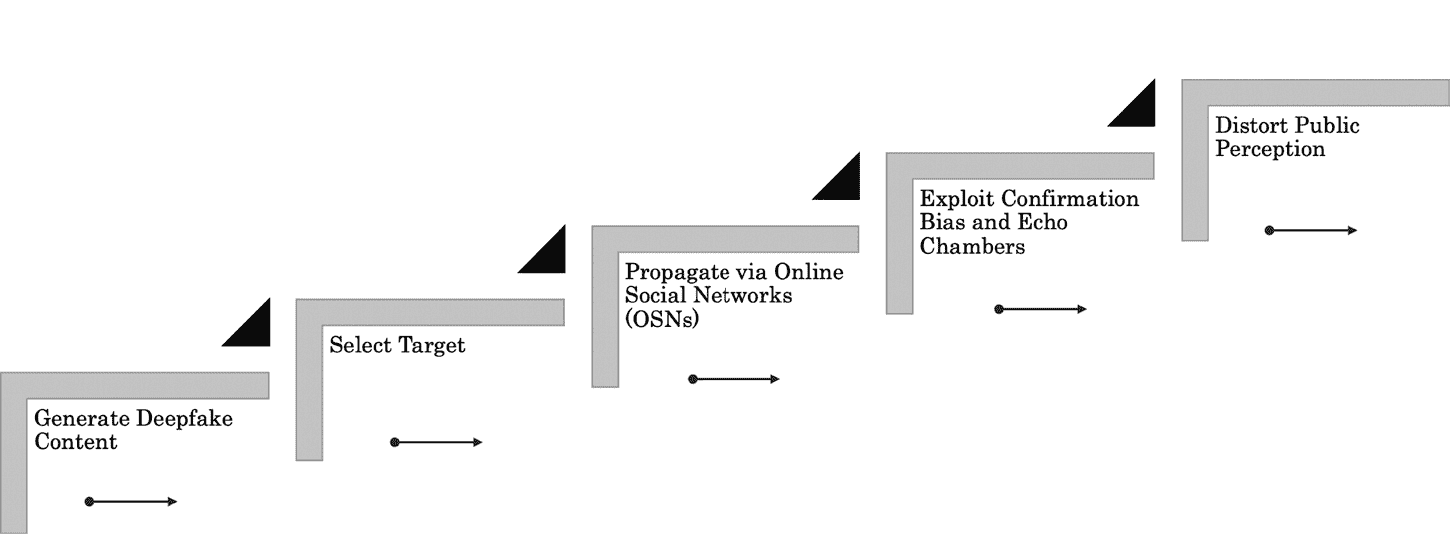 Generate Deepfake
Content
Select Target
Propagate via Online
Social Networks
(OSNs)
Exploit Confirmation
Bias and Echo
Chambers
Distort Public
Perception